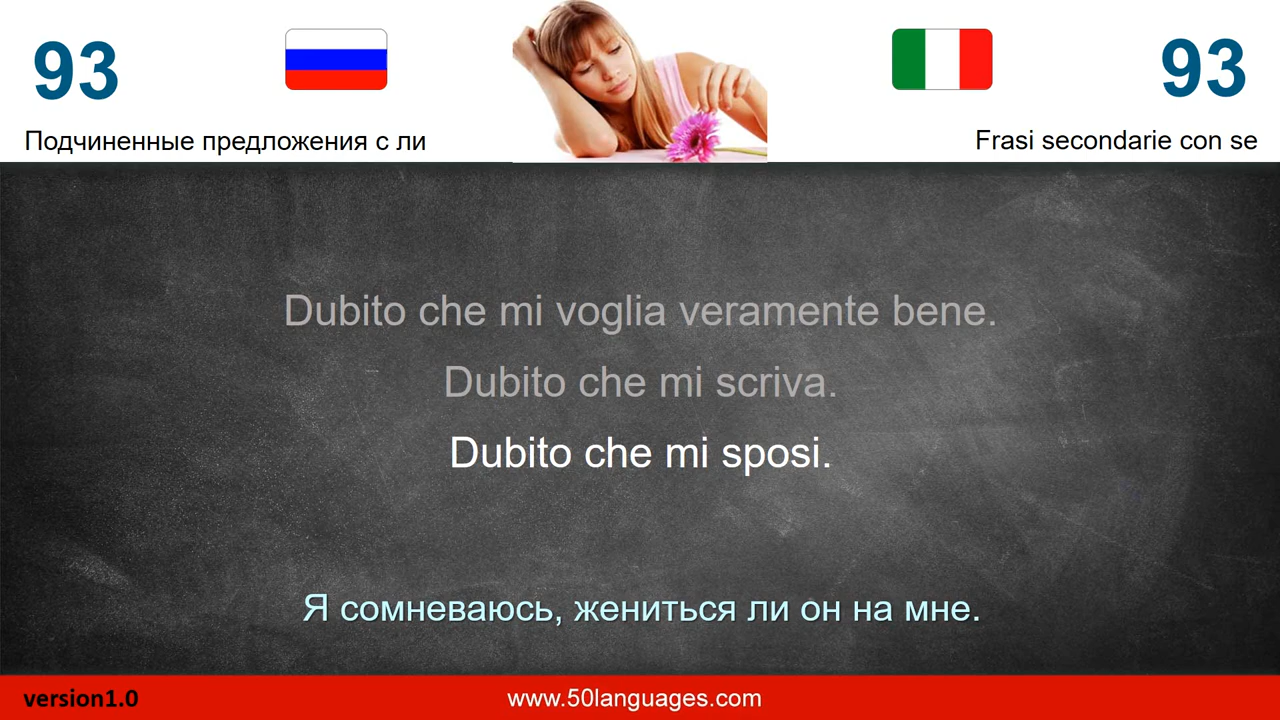 93
93
Подчиненные предложения с ли
Frasi secondarie con se
Dubito che mi voglia veramente bene.
Dubito che mi scriva.
Dubito che mi sposi.
Я сомневаюсь, жениться ли он на мне.
version1.0
www.50languages.com